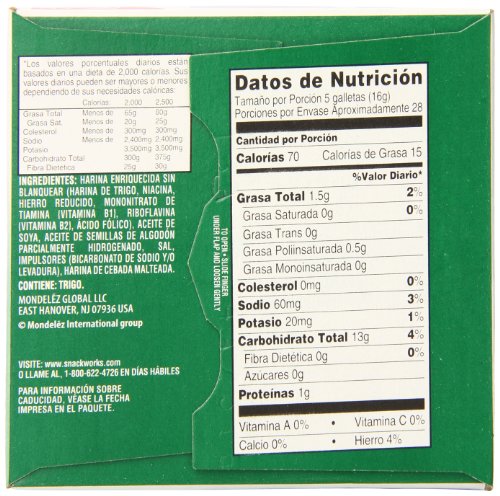 *Los valores porcentuales diarios están
basados en una dieta de 2,000 calorías. Sus
valores diarios pueden ser mayores o menores
dependiendo de sus necesidades calóricas.
Calorías 2,000 2,500
Grasa Total Menos de 65g 80g
Grasa Sat. Menos de 20g 25g
Colesterol Menos de 300mg 300mg
Sodio Menos de 2,400mg 2,400mg
Potasio 3,500mg 3,500mg
Carbohidrato Total 300g 375g
Fibra Dietética 25g 30g
INGREDIENTES: HARINA ENRIQUECIDA SIN
BLANQUEAR (HARINA DE TRIGO, NIACINA,
HIERRO REDUCIDO, MONONITRATO DE
TIAMINA (VITAMINA B1), RIBOFLAVINA
(VITAMINA B2), ÁCIDO FÓLICO), ACEITE DE
SOYA, ACEITE DE SEMILLAS DE ALGODÓN
PARCIALMENTE HIDROGENADO, SAL,
IMPULSORES (BICARBONATO DE SODIO Y/O
LEVADURA), HARINA DE CEBADA MALTEADA.
CONTIENE: TRIGO.
MONDELĒZ GLOBAL LLC
EAST HANOVER, NJ 07936 USA
© Mondelēz International group
VISITE: www.snackworks.com
O LLAME AL, 1-800-622-4726 EN DÍAS HÁBILES
PARA INFORMACIÓN SOBRE
CADUCIDAD, VÉASE LA FECHA
IMPRESA EN EL PAQUETE.
TO OPEN • SLIDE FINGER
UNDER FLAP AND LOOSEN GENTLY
Datos de Nutrición
Tamaño por Porción 5 galletas (16g)
Porciones por Envase Aproximadamente 28
Cantidad por Porción
Calorías 70 Calorías de Grasa 15
%Valor Diario*
Grasa Total 1.5g 2%
Grasa Saturada 0g 0%
Grasa Trans 0g
Grasa Poliinsaturada 0.5g
Grasa Monoinsaturada 0g
Colesterol 0mg 0%
Sodio 60mg 3%
Potasio 20mg 1%
Carbohidrato Total 13g 4%
Fibra Dietética 0g 0%
Azúcares 0g
Proteínas 1g
Vitamina A 0% • Vitamina C 0%
Calcio 0% • Hierro 4%